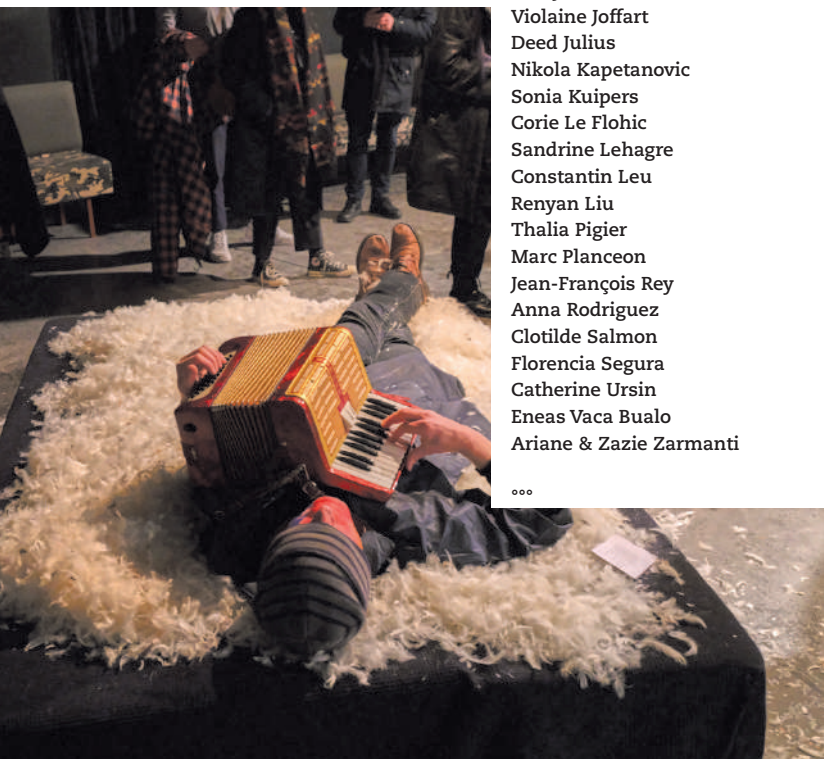 Violaine Joffart
Deed Julius
Nikola Kapetanovic
Sonia Kuipers
Corie Le Flohic
Sandrine Lehagre
Constantin Leu
Renyan Liu
Thalia Pigier
Marc Planceon
Jean-François Rey
Anna Rodriguez
Clotilde Salmon
Florencia Segura
Catherine Ursin
Eneas Vaca Bualo
Ariane & Zazie Zarmanti
°°°